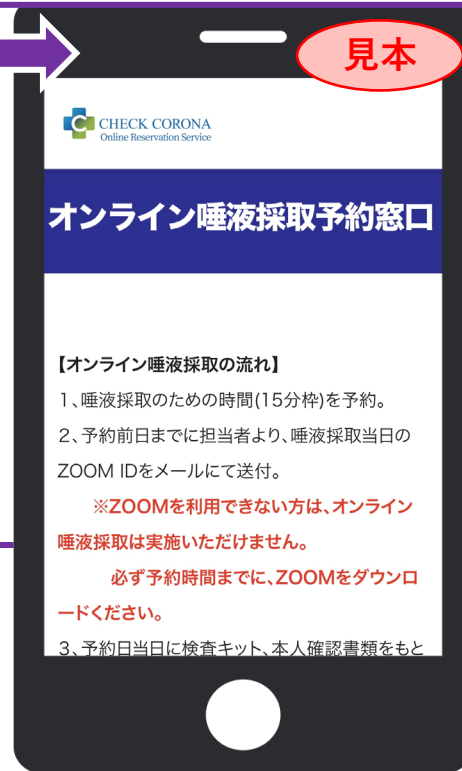 見本
CHECK CORONA
Online Reservation Service
オンライン唾液採取予約窓口
【オンライン唾液採取の流れ】
1、唾液採取のための時間(15分枠)を予約。
2、予約前日までに担当者より、唾液採取当日の
ZOOM IDをメールにて送付。
※ZOOMを利用できない方は、オンライン
唾液採取は実施いただけません。
必ず予約時間までに、ZOOMをダウンロ
ードください。
3、予約日当日に検査キット、本人確認書類をもと